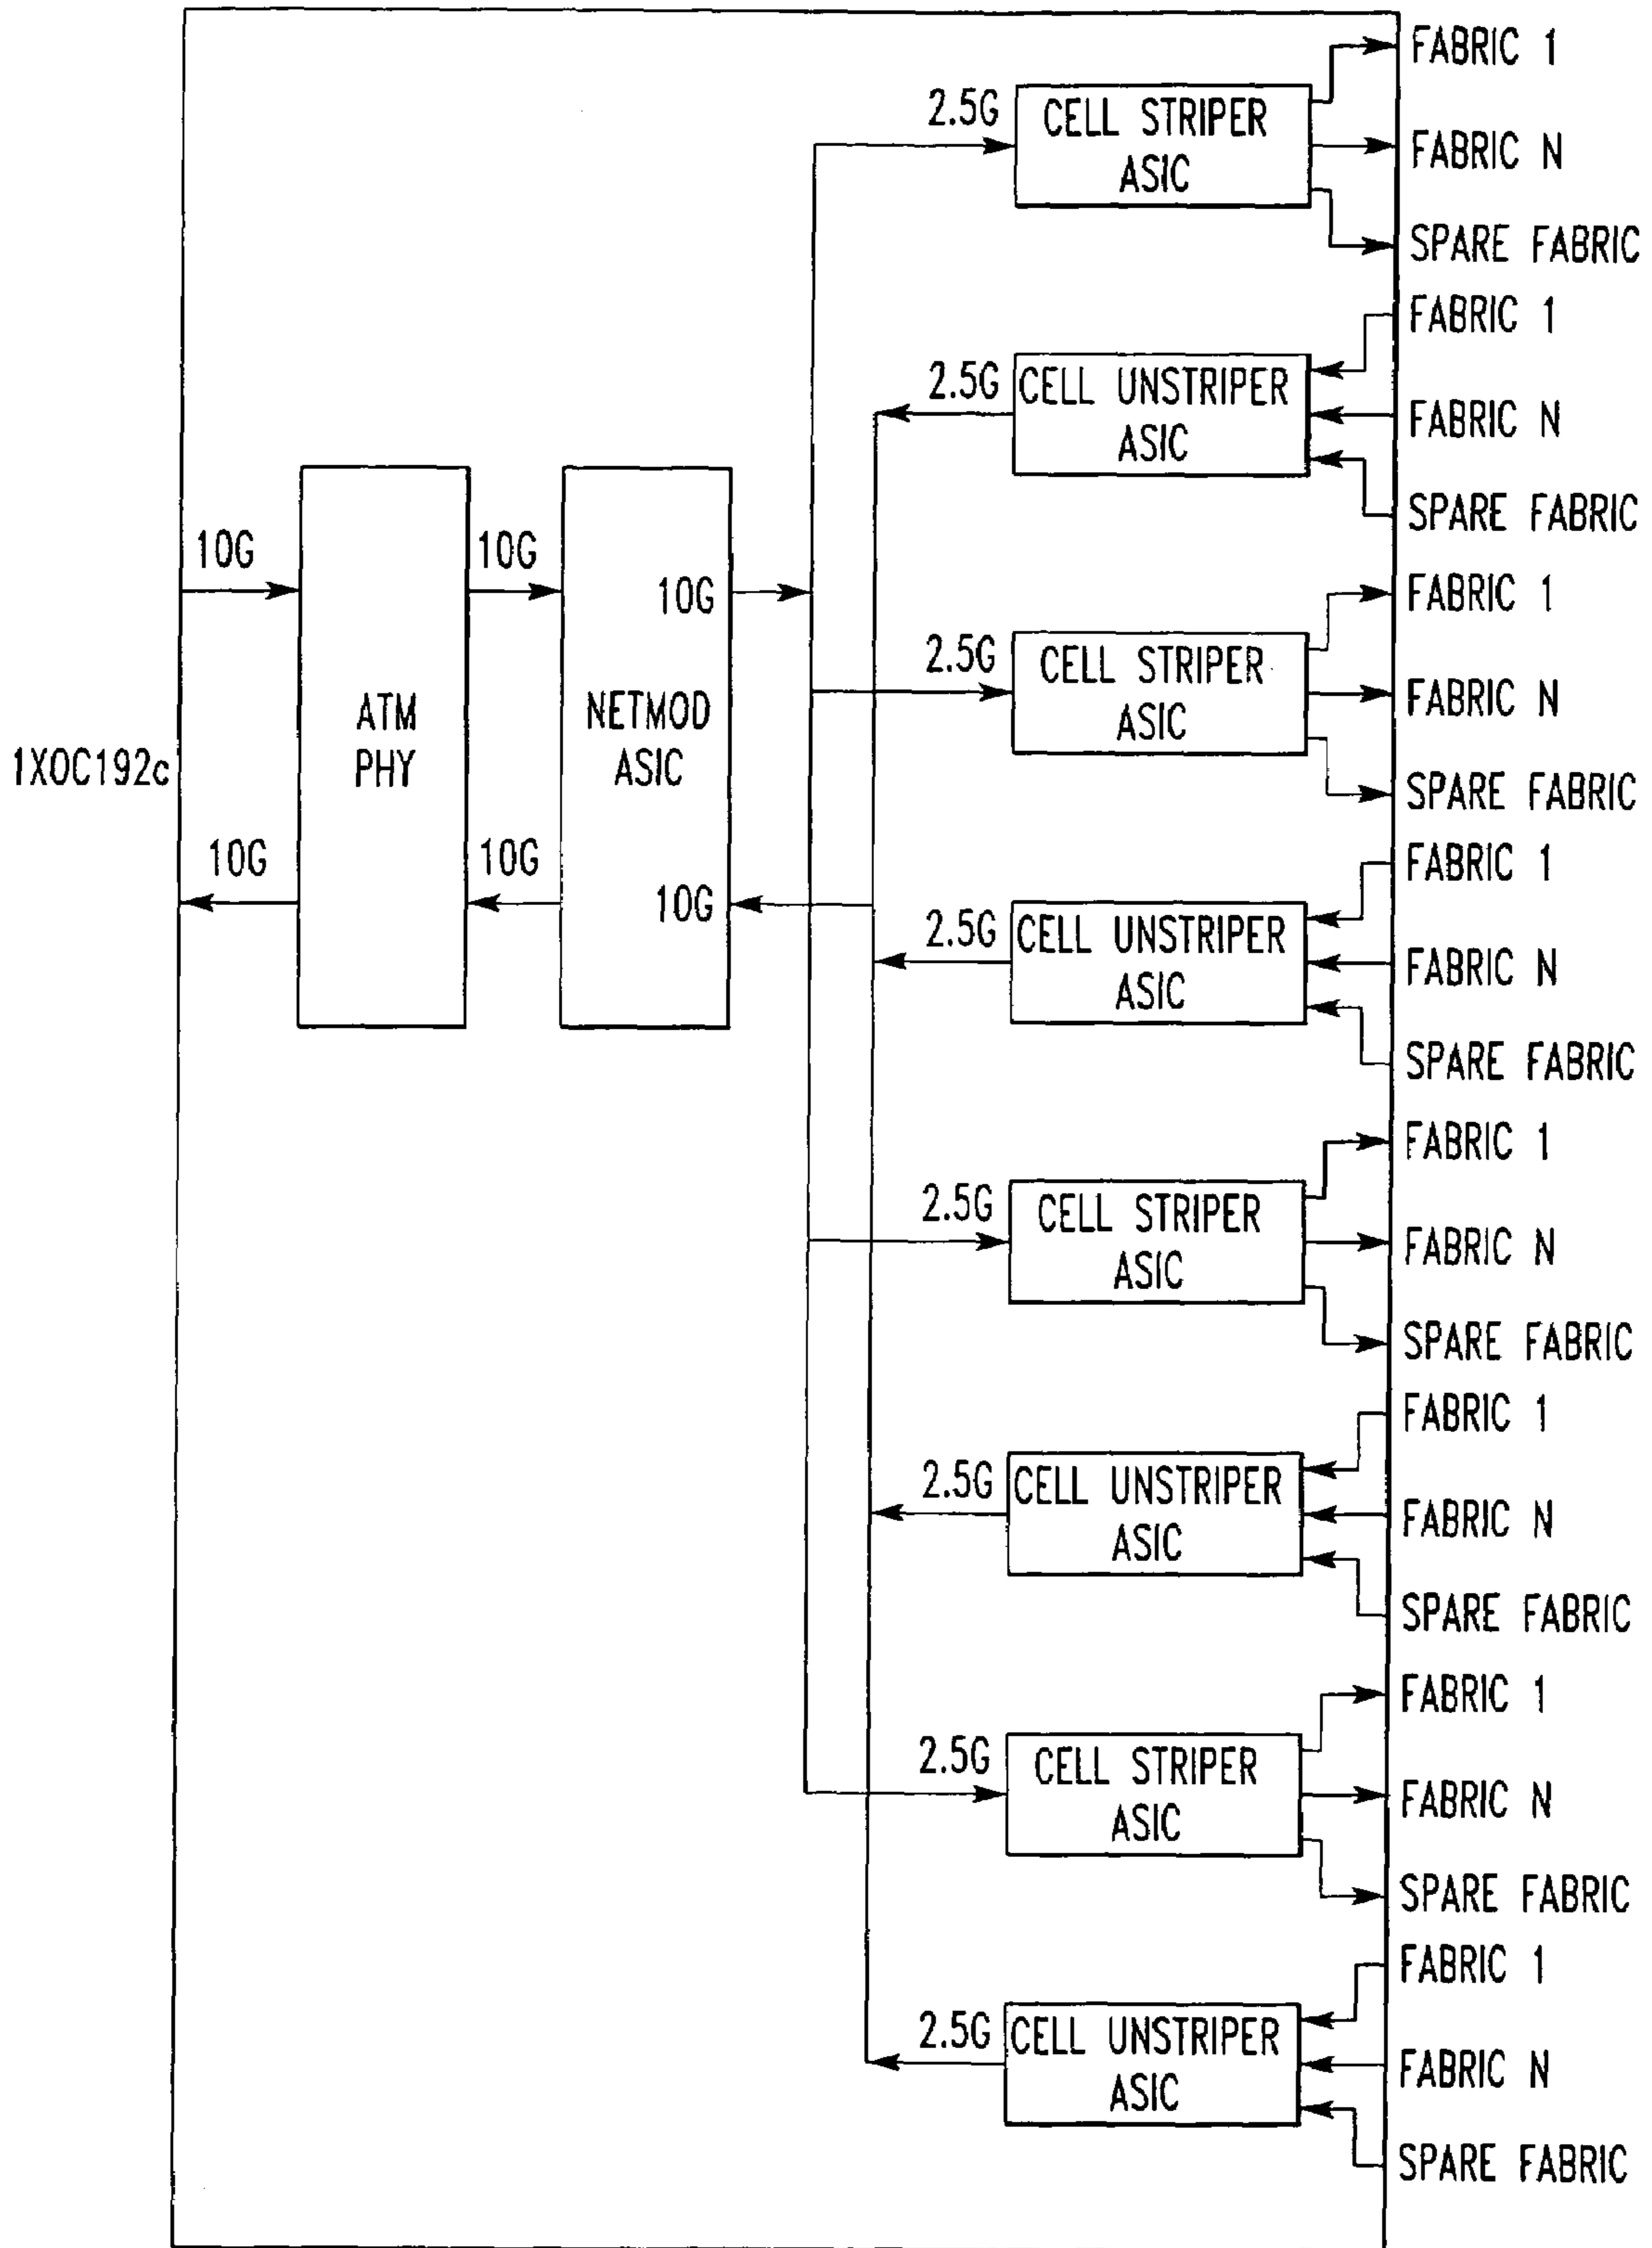 FABRIC 1
2.5G
CELL STRIPER
ASIC
FABRIC N
SPARE FABRIC
FABRIC 1
2.5G
CELL UNSTRIPER
ASIC
FABRIC N
SPARE FABRIC
10G
10G
10G
FABRIC 1
2.5G
CELL STRIPER
ASIC
FABRIC N
SPARE FABRIC
1XOC192c
ATM
PHY
NETMOD
ASIC
10G
10G
10G
FABRIC 1
2.5G
CELL UNSTRIPER
ASIC
FABRIC N
SPARE FABRIC
FABRIC 1
2.5G
CELL STRIPER
ASIC
FABRIC N
SPARE FABRIC
FABRIC 1
2.5G
CELL UNSTRIPER
ASIC
FABRIC N
SPARE FABRIC
FABRIC 1
2.5G
CELL STRIPER
ASIC
FABRIC N
SPARE FABRIC
FABRIC 1
2.5G
CELL UNSTRIPER
ASIC
FABRIC N
SPARE FABRIC